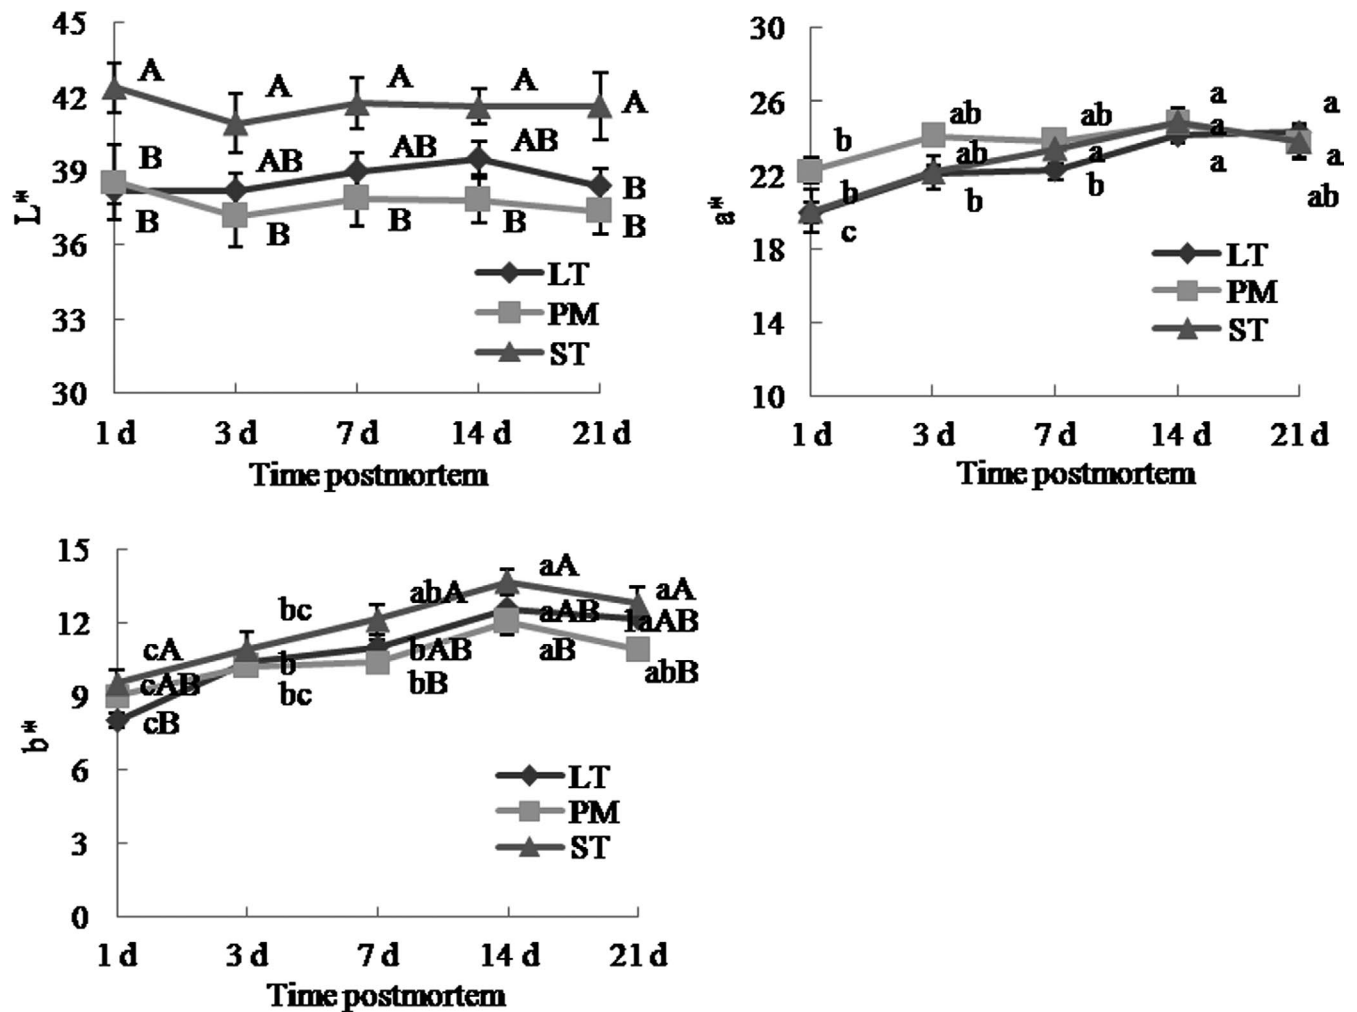 45
42
39
36
33
30
L*
A
A
A
A
A
B
AB
AB
AB
B
B
B
B
B
B
LT
PM
ST
1 d
3 d
7 d
14 d
21 d
Time postmortem
30
26
22
18
14
10
a*
b
ab
ab
a
a
b
ab
a
a
a
c
b
b
a
ab
LT
PM
ST
1 d
3 d
7 d
14 d
21 d
Time postmortem
15
12
9
6
3
0
b*
cA
bc
abA
aA
aA
cAB
b
bAB
aAB
1aAB
cB
bc
bB
aB
abB
LT
PM
ST
1 d
3 d
7 d
14 d
21 d
Time postmortem